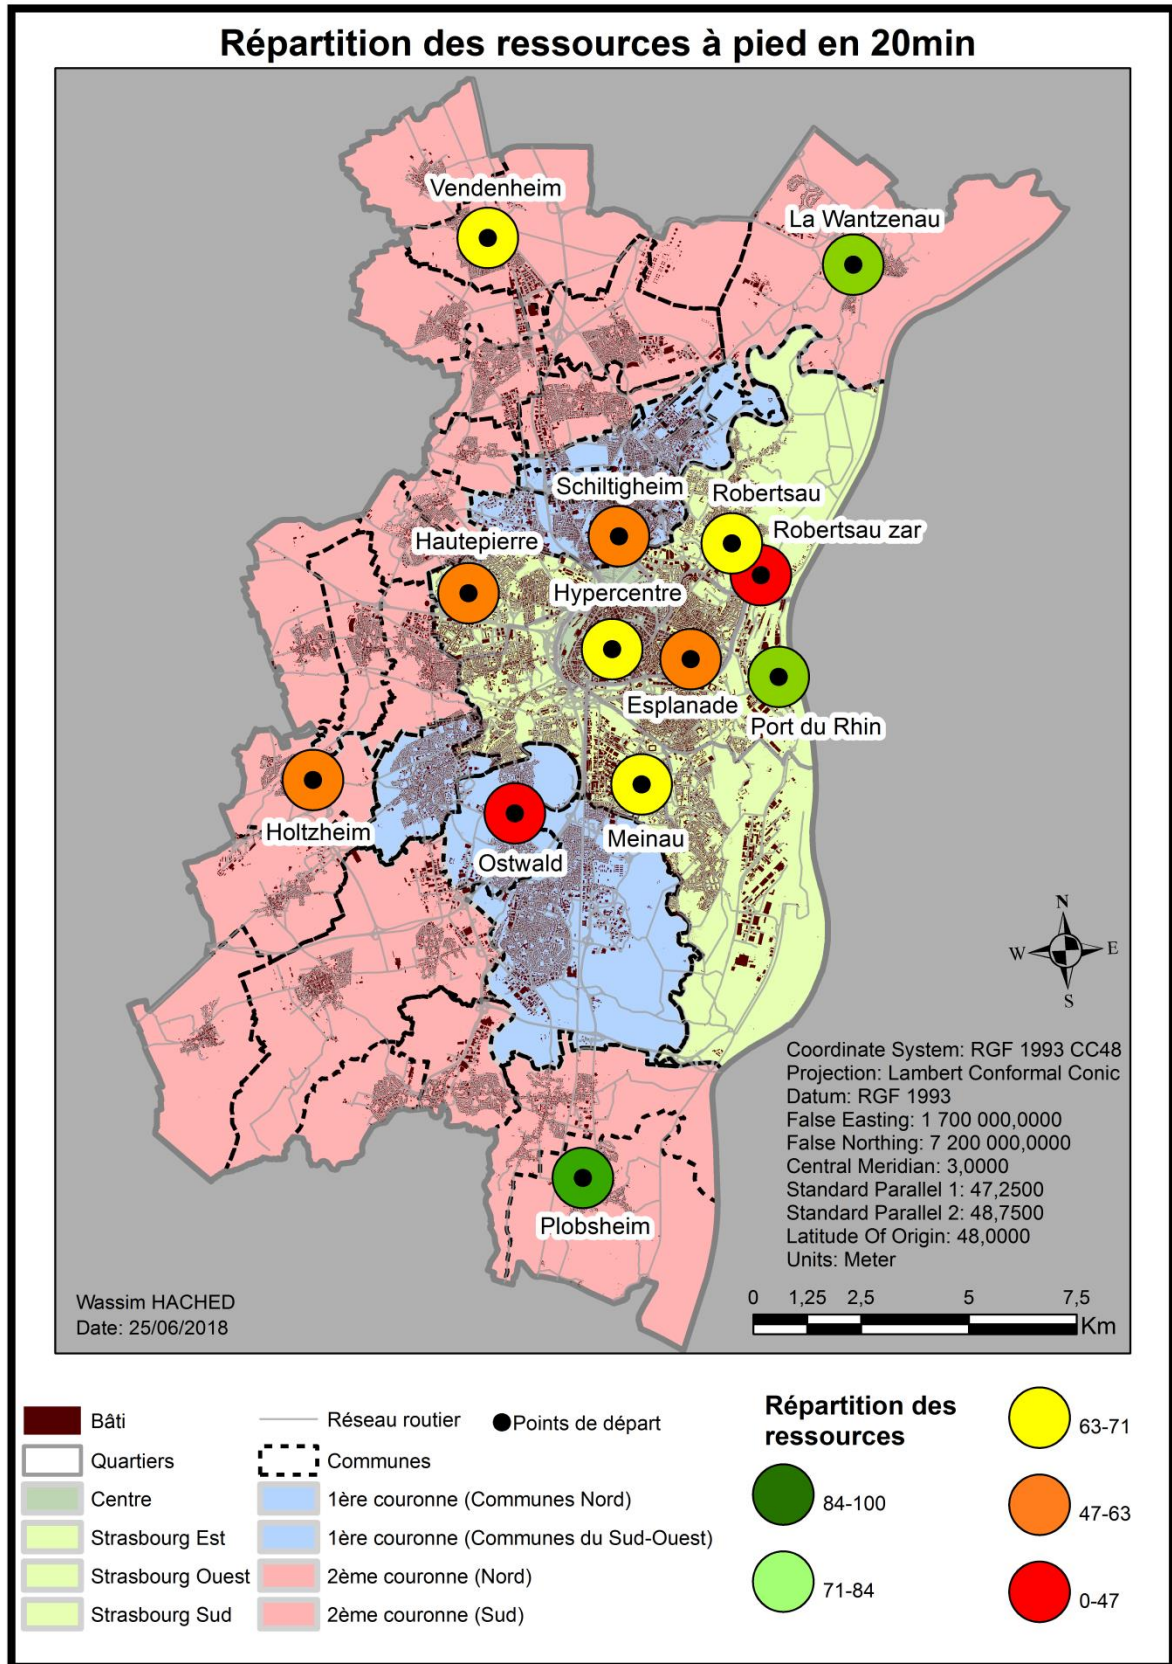 Répartition des ressources à pied en 20min
Vendenheim
La Wantzenau
Schiltigheim
Robertsau
Robertsau zar
Hautepierre
Hypercentre
Esplanade
Port du Rhin
Holtzheim
Ostwald
Meinau
Plobsheim
N
W
E
S
Coordinate System: RGF 1993 CC48
Projection: Lambert Conformal Conic
Datum: RGF 1993
False Easting: 1 700 000,0000
False Northing: 7 200 000,0000
Central Meridian: 3,0000
Standard Parallel 1: 47,2500
Standard Parallel 2: 48,7500
Latitude Of Origin: 48,0000
Units: Meter
0 1,25 2,5 5 7,5
Km
Wassim HACHED
Date: 25/06/2018
Bâti
Quartiers
Centre
Strasbourg Est
Strasbourg Ouest
Strasbourg Sud
Réseau routier
Communes
1ère couronne (Communes Nord)
1ère couronne (Communes du Sud-Ouest)
2ème couronne (Nord)
2ème couronne (Sud)
Points de départ
Répartition des
ressources
84-100
71-84
63-71
47-63
0-47